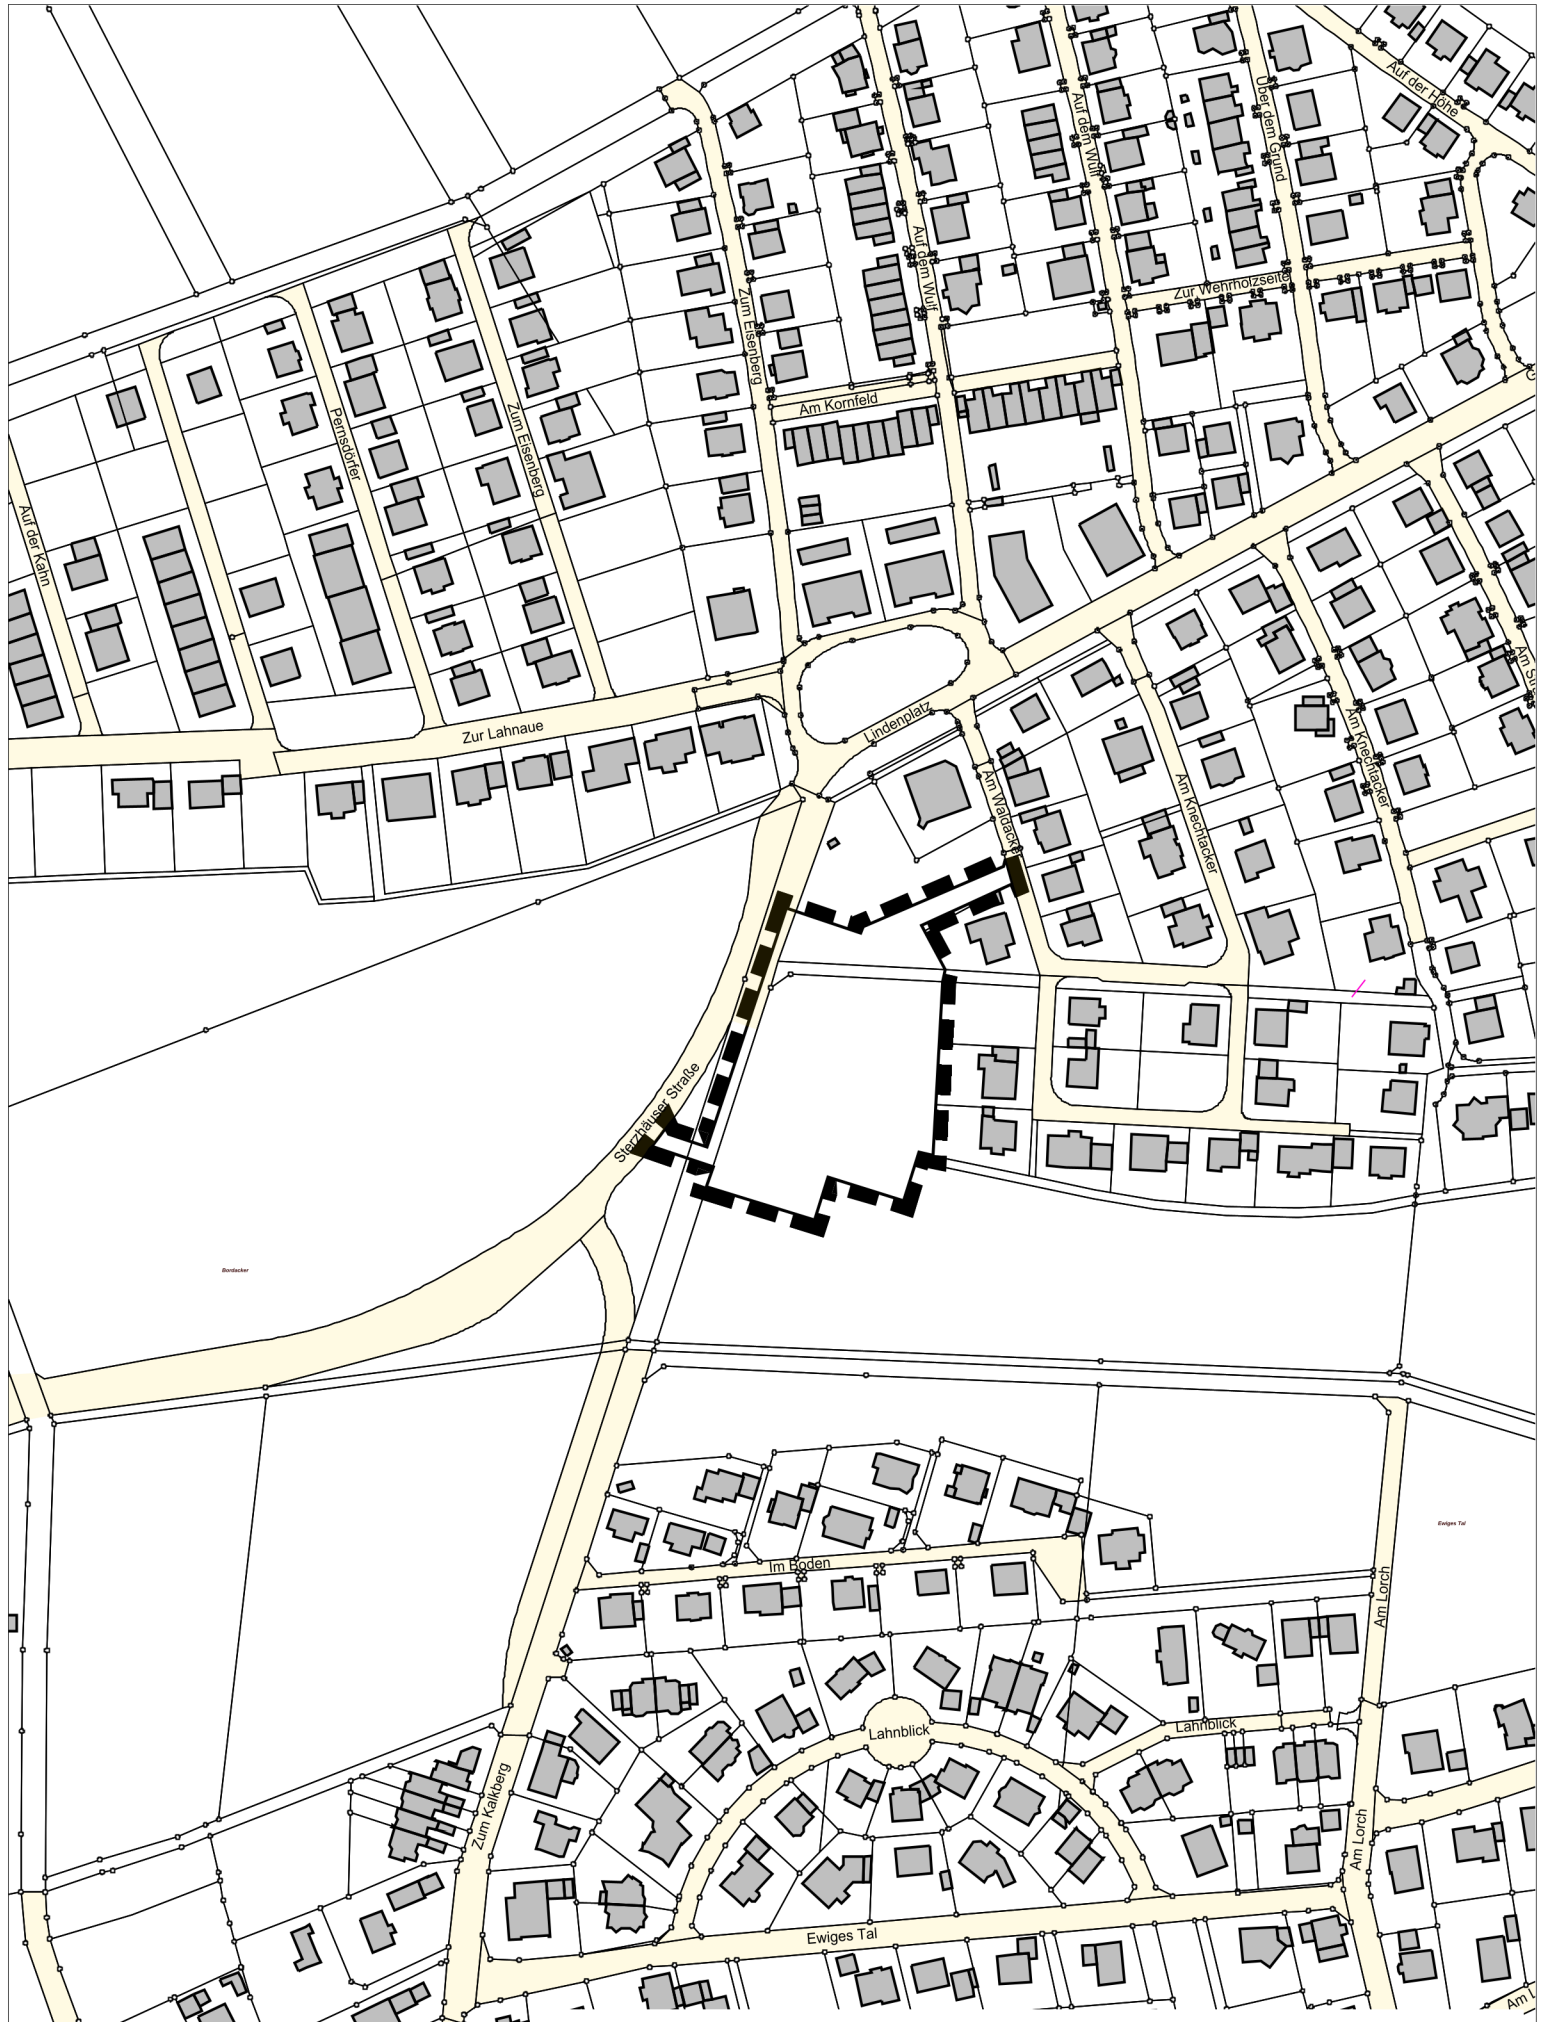 Auf der Höhe
Über dem Grund
Auf dem Wulf
Auf dem Wulf
Zur Wehrholzseite
Zum Eisenberg
Am Kornfeld
Zum Eisenberg
Pernsdörfer
Auf der Kahn
Zur Lahnaue
Lindenplatz
Am Waldacker
Am Knechtacker
Am Knechtacker
Sterzhäuser Straße
Bordacker
Ewiges Tal
Im Boden
Am Lorch
Lahnblick
Lahnblick
Zum Kalkberg
Am Lorch
Ewiges Tal